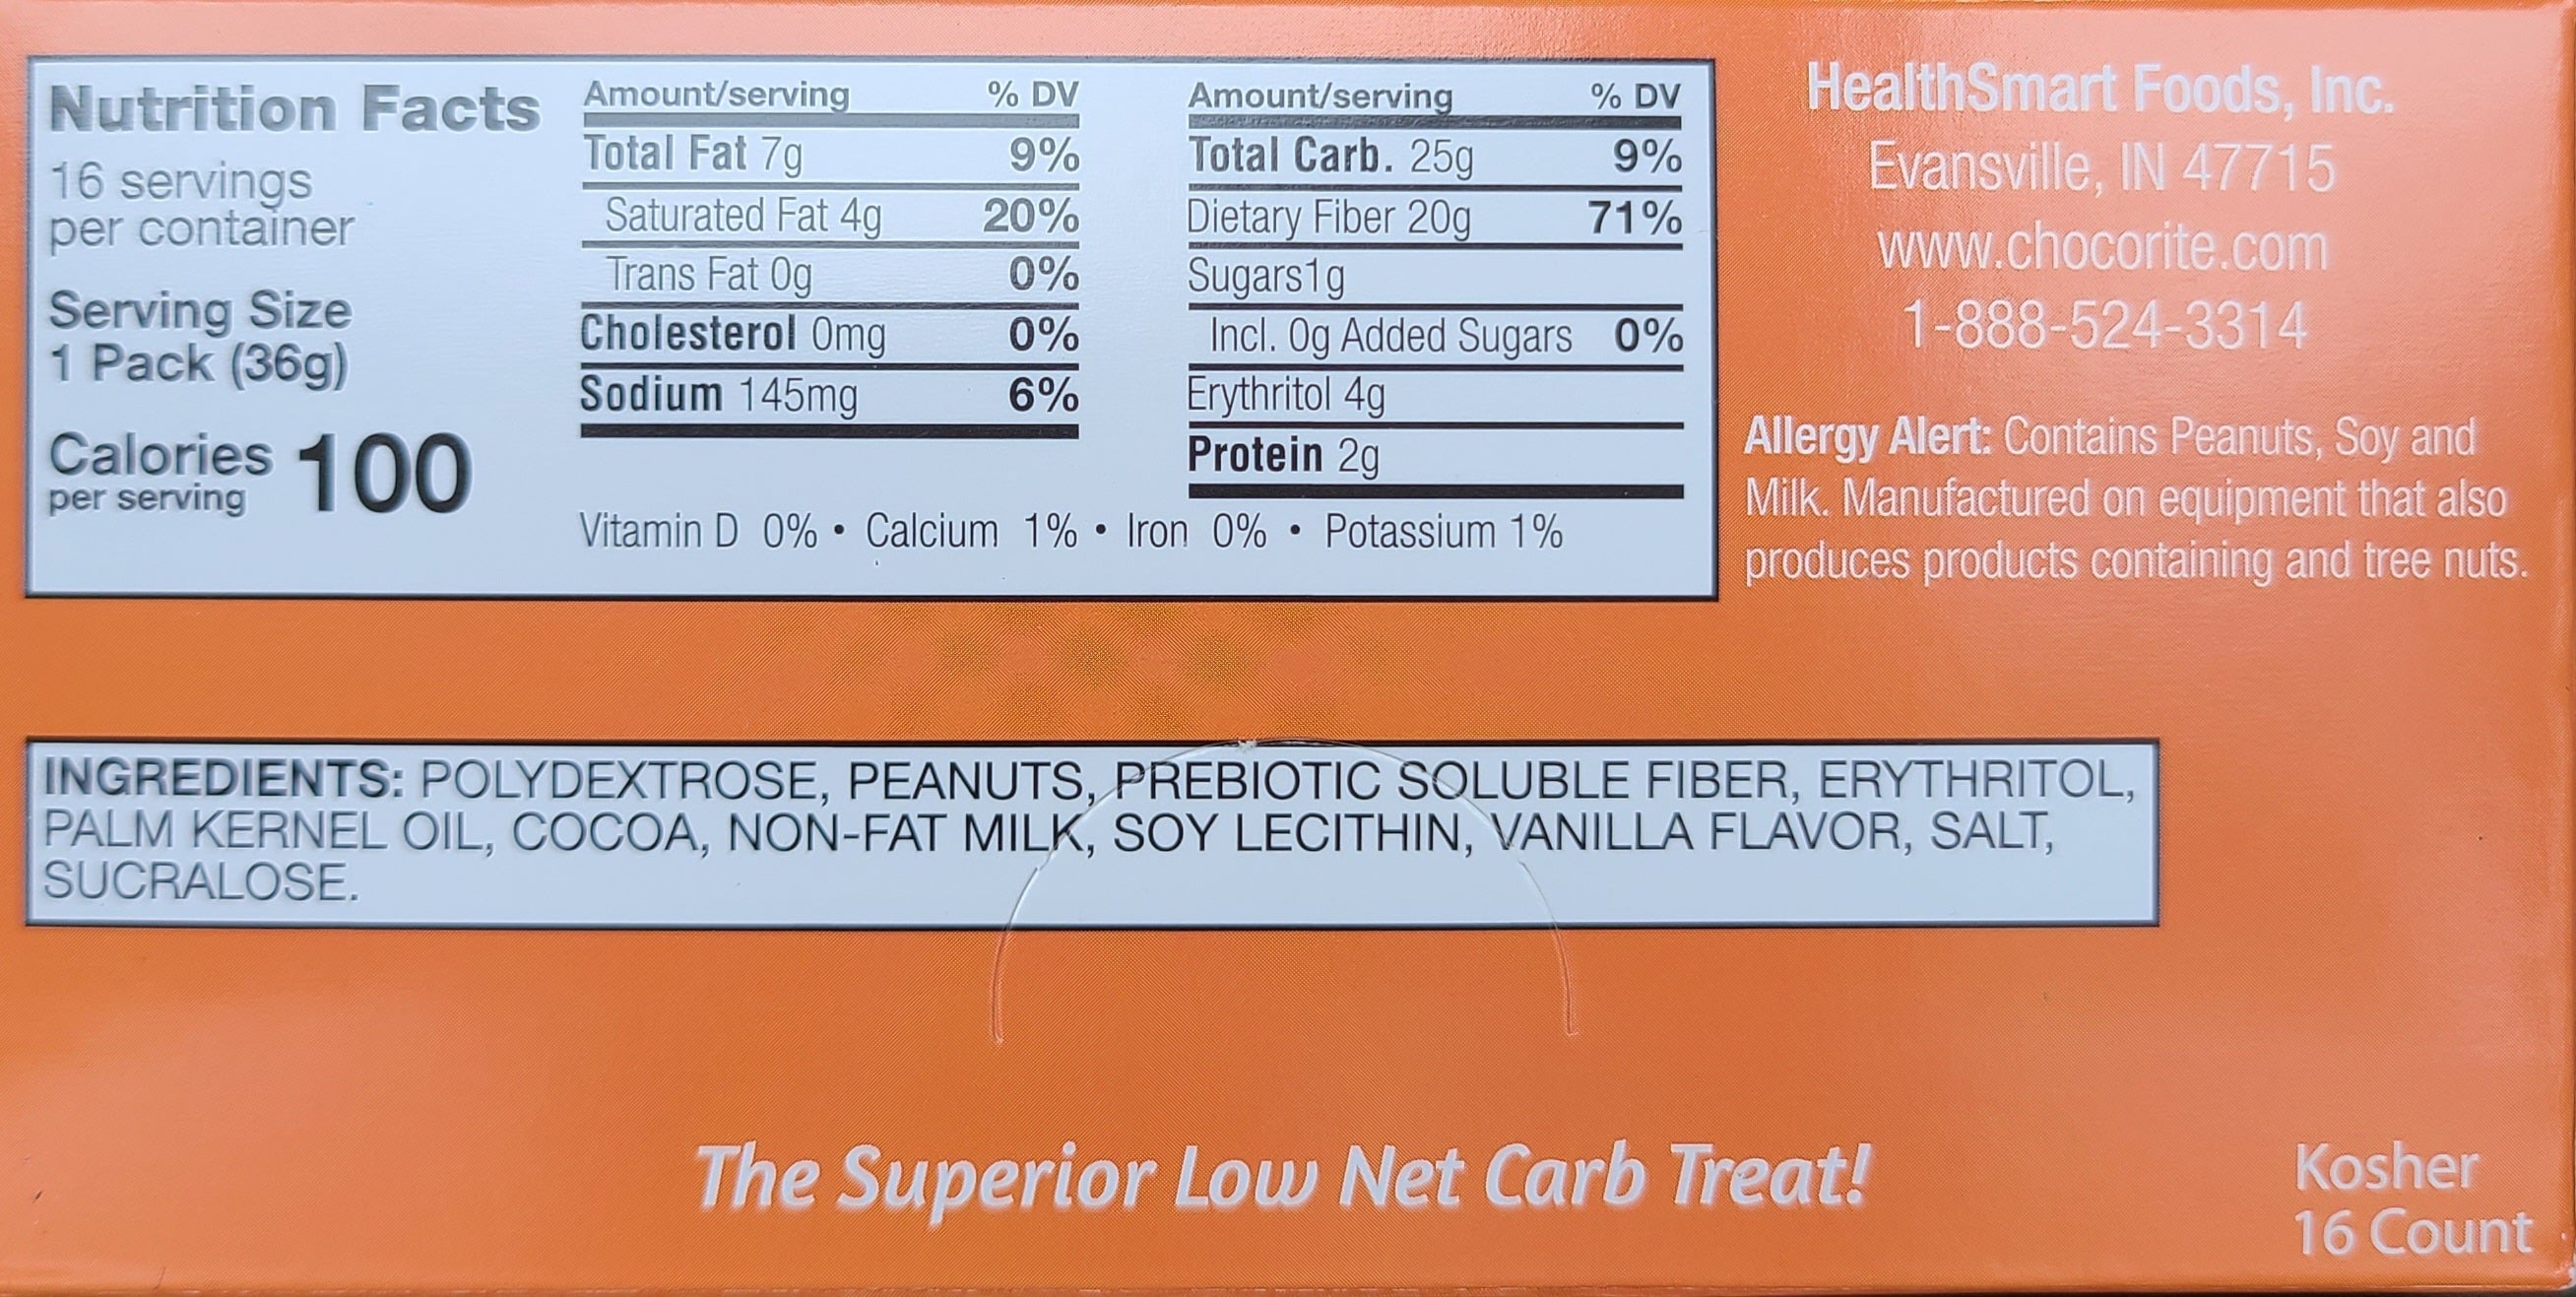 Nutrition Facts
16 servings
per container
Serving Size
1 Pack (36g)
Calories 100
per serving
Amount/serving % DV
Total Fat 7g 9%
Saturated Fat 4g 20%
Trans Fat 0g 0%
Cholesterol 0mg 0%
Sodium 145mg 6%
Amount/serving % DV
Total Carb. 25g 9%
Dietary Fiber 20g 71%
Sugars1g
Incl. 0g Added Sugars 0%
Erythritol 4g
Protein 2g
Vitamin D 0% • Calcium 1% • Iron 0% • Potassium 1%
HealthSmart Foods, Inc.
Evansville, IN 47715
www.chocorite.com
1-888-524-3314
Allergy Alert: Contains Peanuts, Soy and
Milk. Manufactured on equipment that also
produces products containing and tree nuts.
INGREDIENTS: POLYDEXTROSE, PEANUTS, PREBIOTIC SOLUBLE FIBER, ERYTHRITOL,
PALM KERNEL OIL, COCOA, NON-FAT MILK, SOY LECITHIN, VANILLA FLAVOR, SALT,
SUCRALOSE.
The Superior Low Net Carb Treat!
Kosher
16 Count